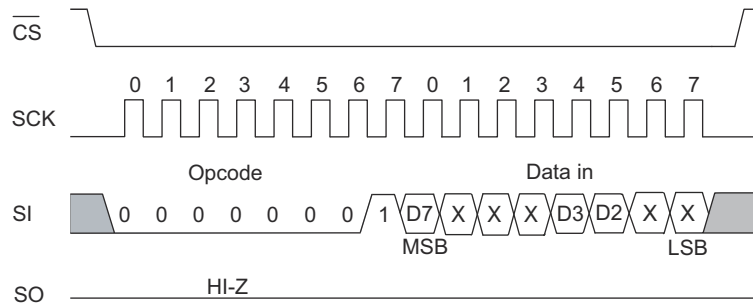 CS
0 1 2 3 4 5 6 7 0 1 2 3 4 5 6 7
SCK
Opcode Data in
SI 0 0 0 0 0 0 0 1 D7 X X X D3 D2 X X
MSB LSB
HI-Z
SO